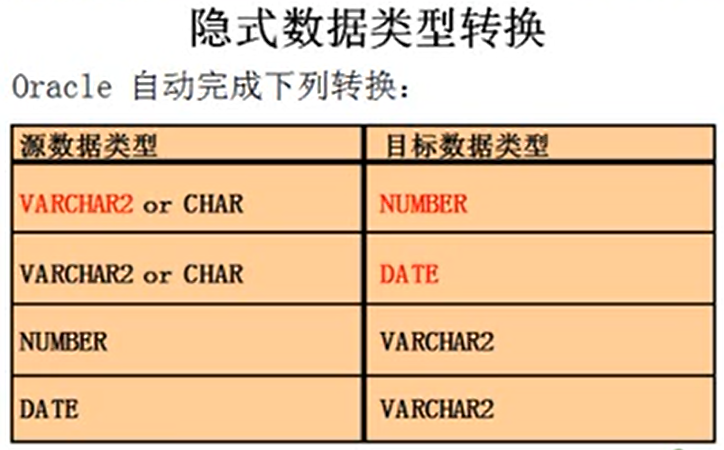 隐式数据类型转换
Oracle 自动完成下列转换：
源数据类型 目标数据类型
VARCHAR2 or CHAR NUMBER
VARCHAR2 or CHAR DATE
NUMBER VARCHAR2
DATE VARCHAR2